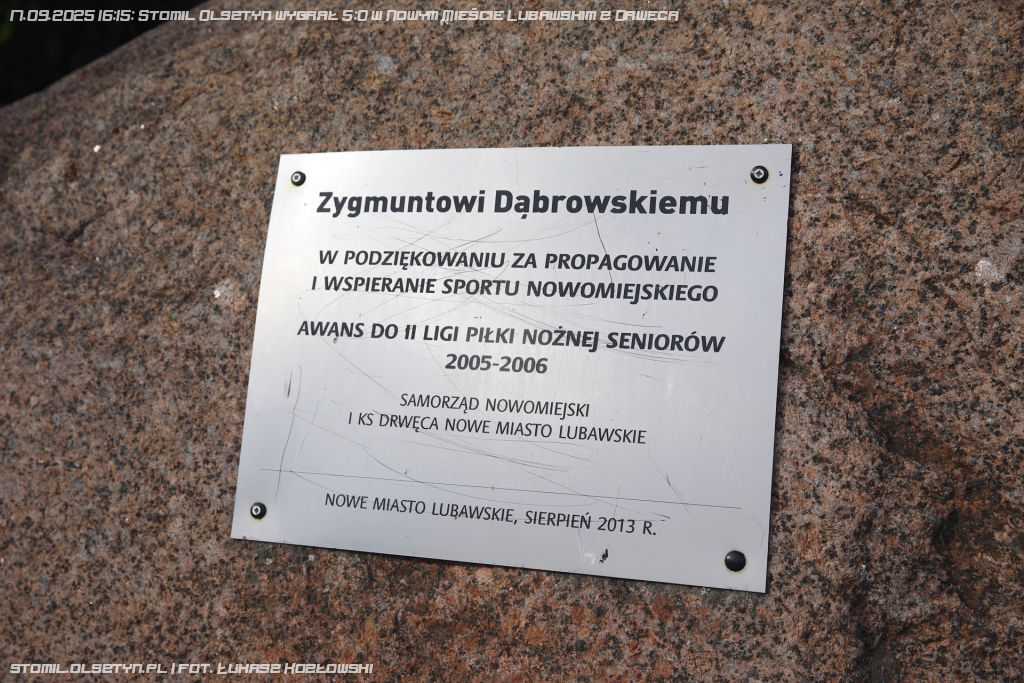 17.09.2025 16:15: Stomil Olsztyn wygrał 5:0 w Nowym Mieście Lubawskim z Drwęcą
Zygmuntowi Dąbrowskiemu
W PODZIĘKOWANIU ZA PROPAGOWANIE
I WSPIERANIE SPORTU NOWOMIEJSKIEGO
AWANS DO II LIGI PIŁKI NOŻNEJ SENIORÓW
2005-2006
SAMORZĄD NOWOMIEJSKI
I KS DRWĘCA NOWE MIASTO LUBAWSKIE
NOWE MIASTO LUBAWSKIE, SIERPIEŃ 2013 R.
stomil.olsztyn.pl | fot. Łukasz Kozłowski